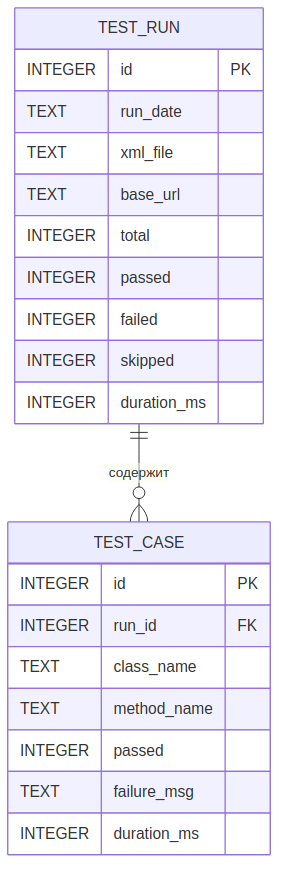 TEST_RUN
INTEGER id PK
TEXT run_date
TEXT xml_file
TEXT base_url
INTEGER total
INTEGER passed
INTEGER failed
INTEGER skipped
INTEGER duration_ms
содержит
TEST_CASE
INTEGER id PK
INTEGER run_id FK
TEXT class_name
TEXT method_name
INTEGER passed
TEXT failure_msg
INTEGER duration_ms